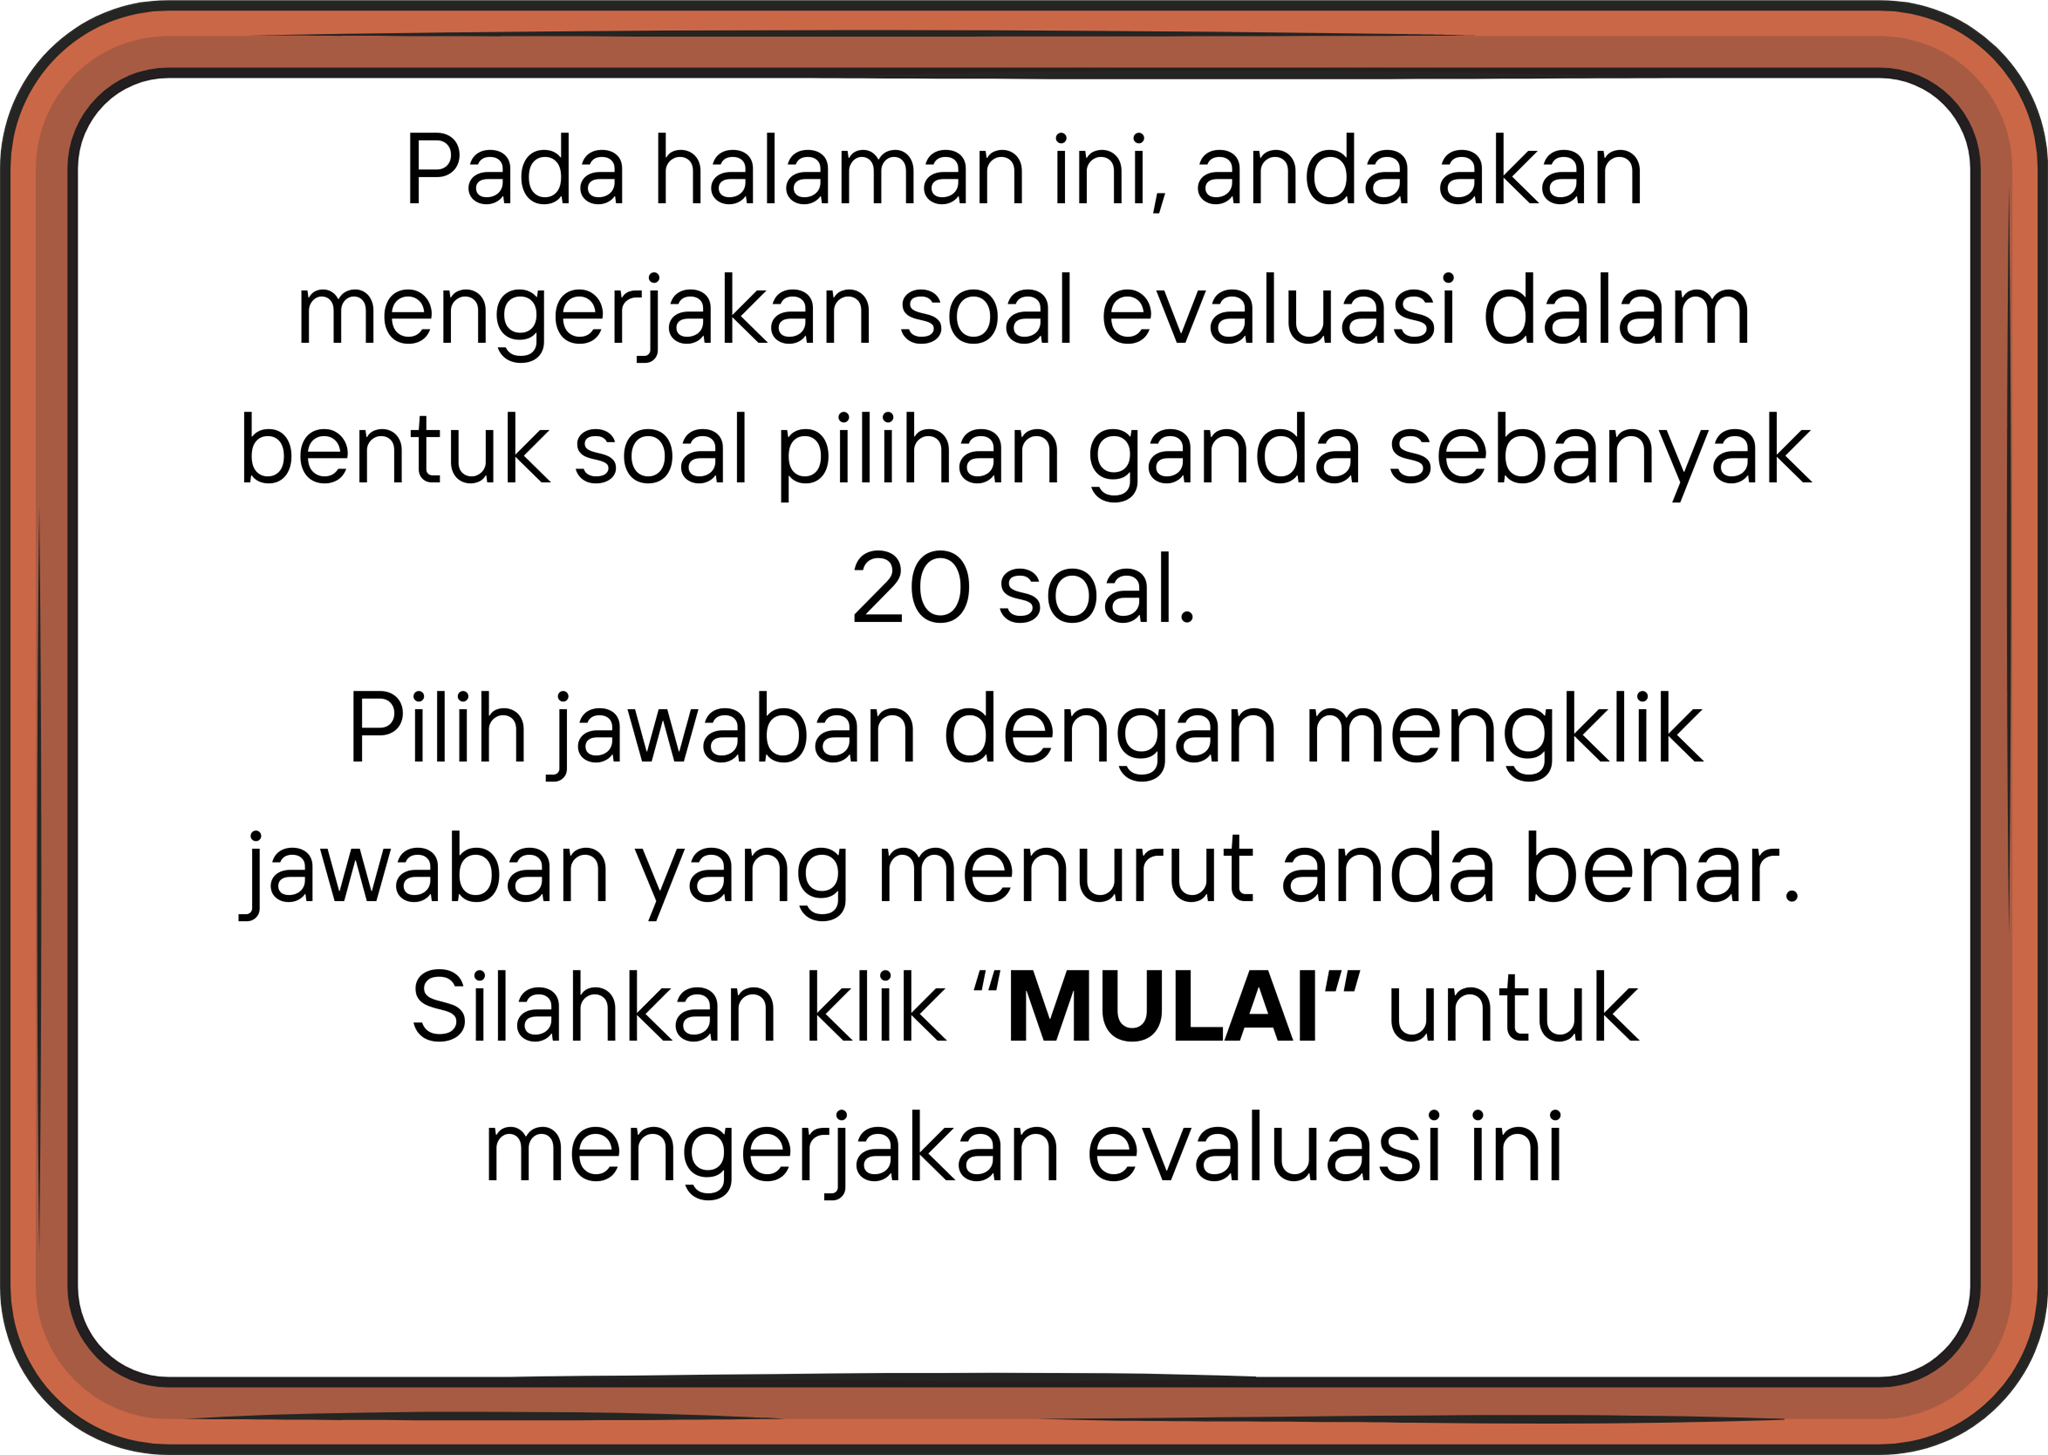 Pada halaman ini, anda akan
mengerjakan soal evaluasi dalam
bentuk soal pilihan ganda sebanyak
20 soal.
Pilih jawaban dengan mengklik
jawaban yang menurut anda benar.
Silahkan klik “MULAI” untuk
mengerjakan evaluasi ini